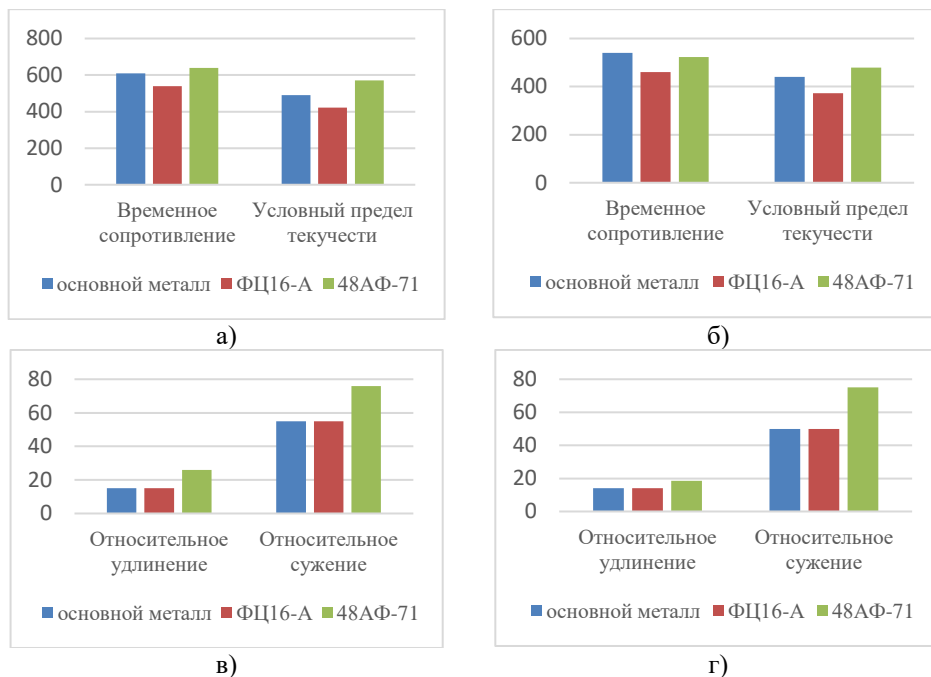 800
600
400
200
0
Временное
сопротивление
Условный предел
текучести
основной металл ФЦ16-А 48АФ-71
а)
600
400
200
0
Временное
сопротивление
Условный предел
текучести
основной металл ФЦ16-А 48АФ-71
б)
80
60
40
20
0
Относительное
удлинение
Относительное
сужение
основной металл ФЦ16-А 48АФ-71
в)
80
60
40
20
0
Относительное
удлинение
Относительное
сужение
основной металл ФЦ16-А 48АФ-71
г)